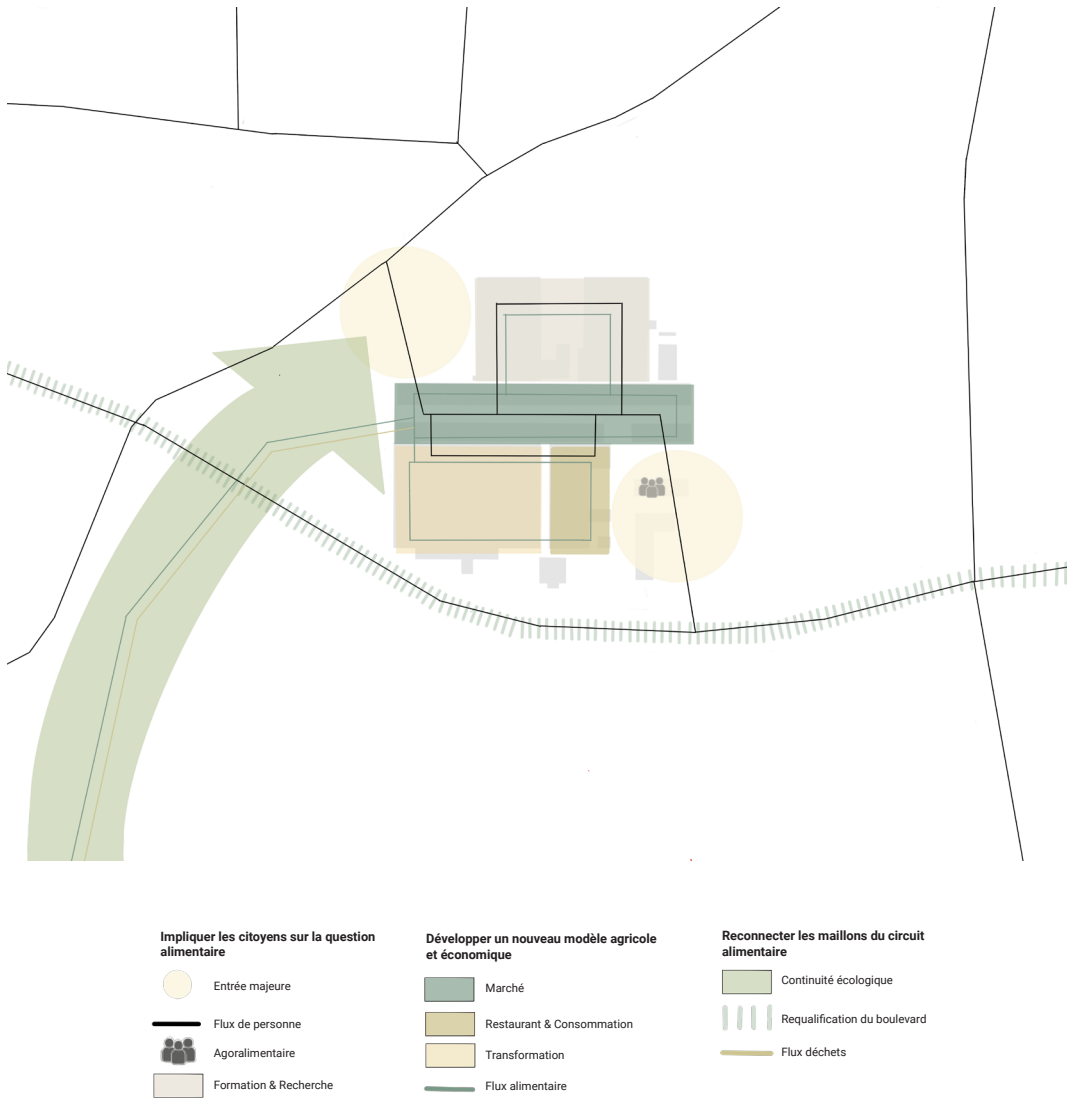 Impliquer les citoyens sur la question
alimentaire
Entrée majeure
Flux de personne
Agoralimentaire
Formation & Recherche
Développer un nouveau modèle agricole
et économique
Marché
Restaurant & Consommation
Transformation
Flux alimentaire
Reconnecter les maillons du circuit
alimentaire
Continuité écologique
Requalification du boulevard
Flux déchets